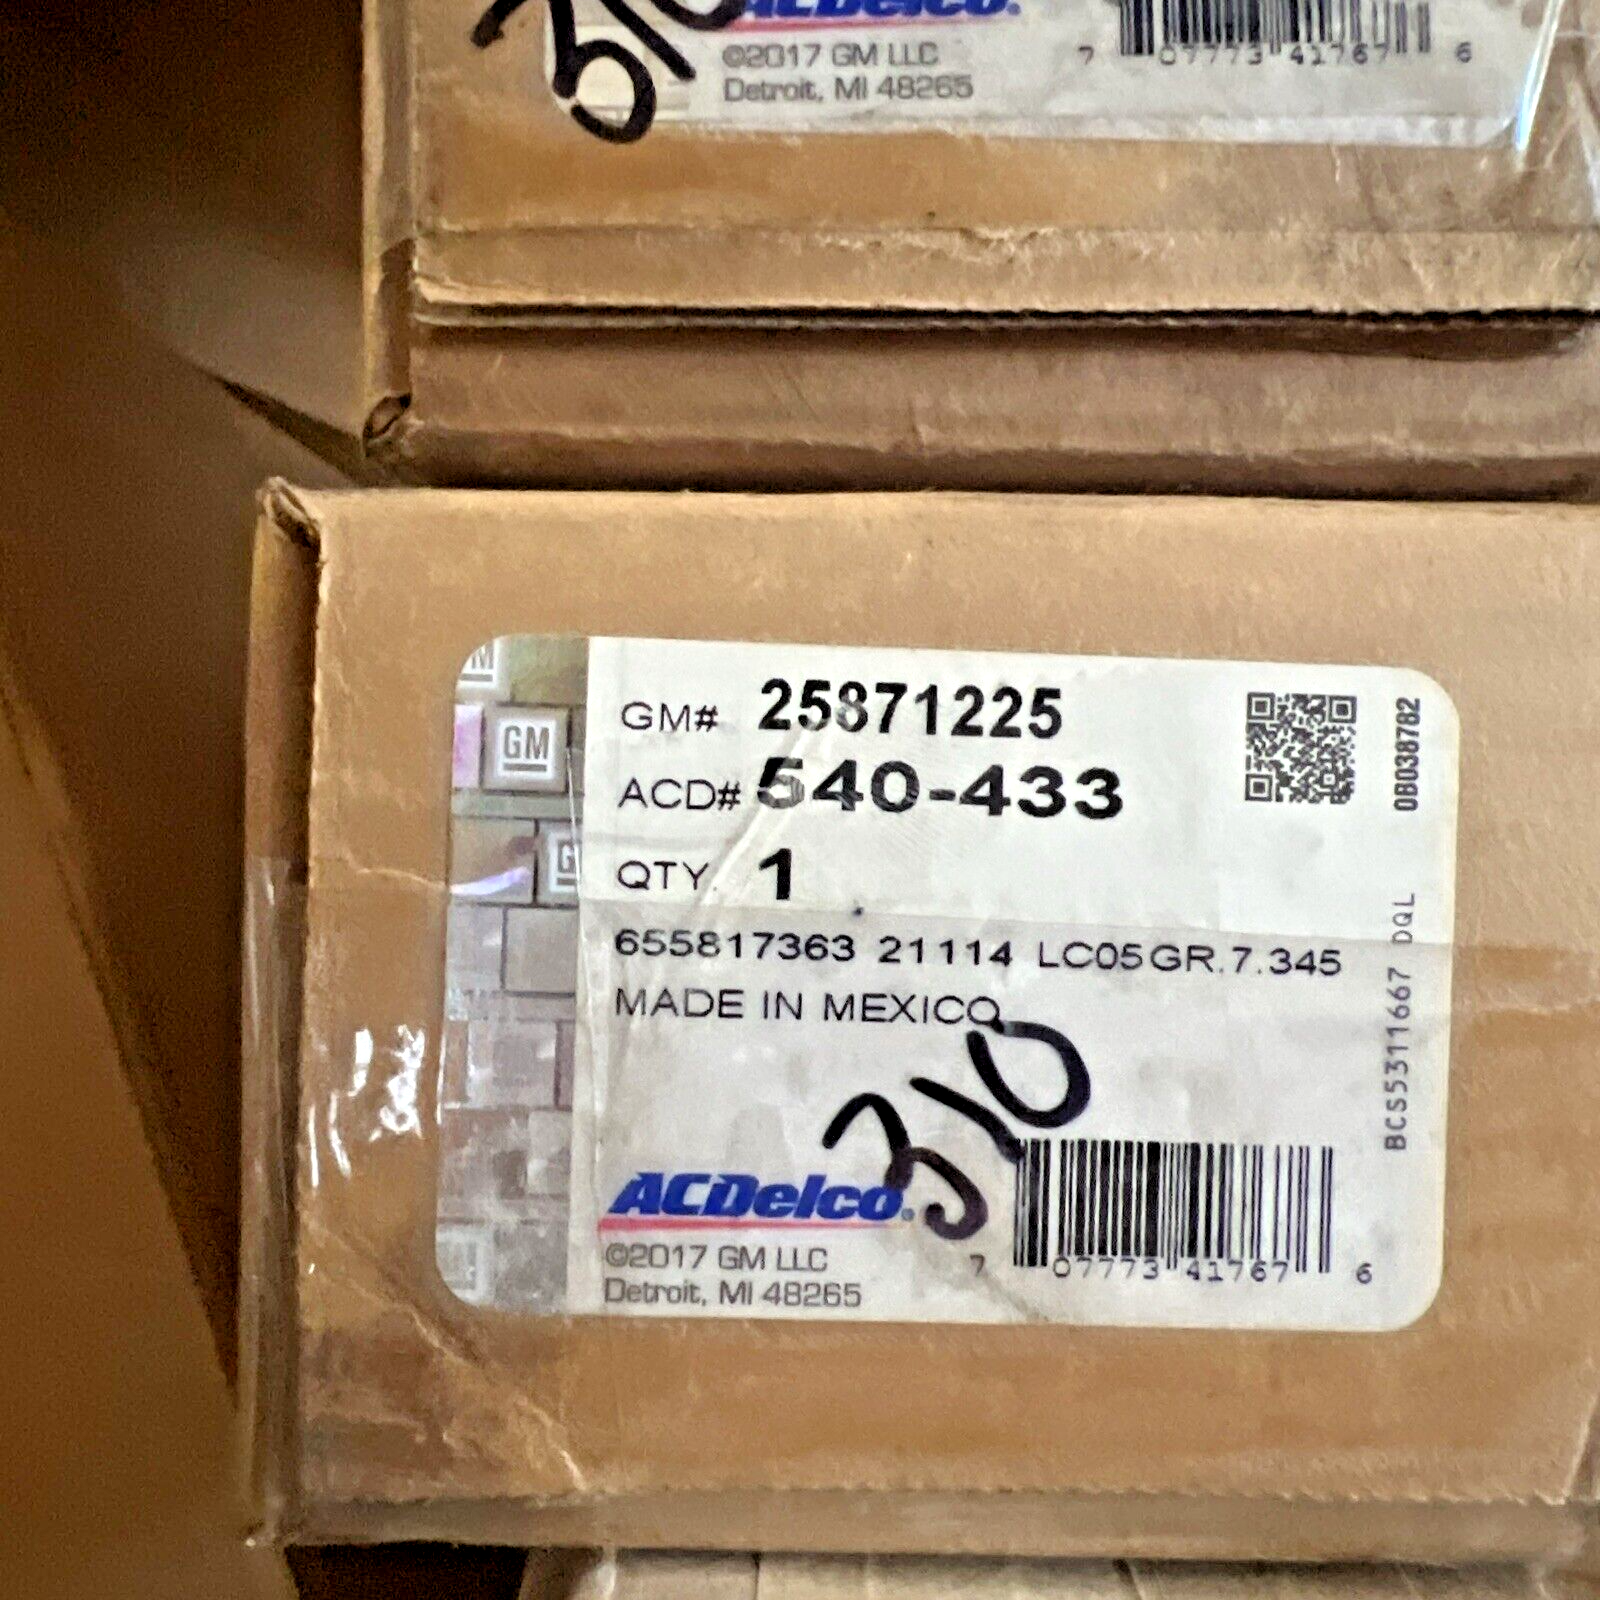 310
ACDelco.
©2017 GM LLC
Detroit, MI 48265
7 07773 41767 6
GM
GM# 25871225
ACD# 540-433
QTY. 1
655817363 21114 LC05GR.7.345
MADE IN MEXICO
310
ACDelco®
©2017 GM LLC
Detroit, MI 48265
7 07773 41767 6
0B038782
BCS5311667 DQL